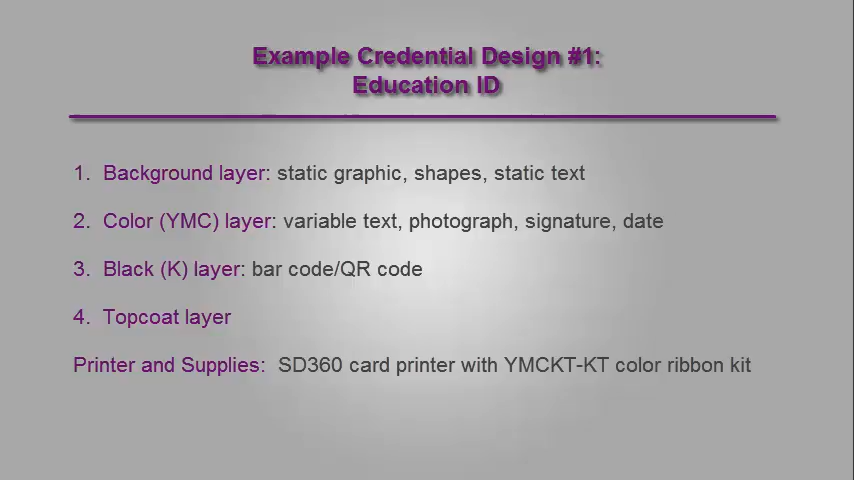 Example Credential Design #1:
Education ID
1. Background layer: static graphic, shapes, static text
2. Color (YMC) layer: variable text, photograph, signature, date
3. Black (K) layer: bar code/QR code
4. Topcoat layer
Printer and Supplies: SD360 card printer with YMCKT-KT color ribbon kit